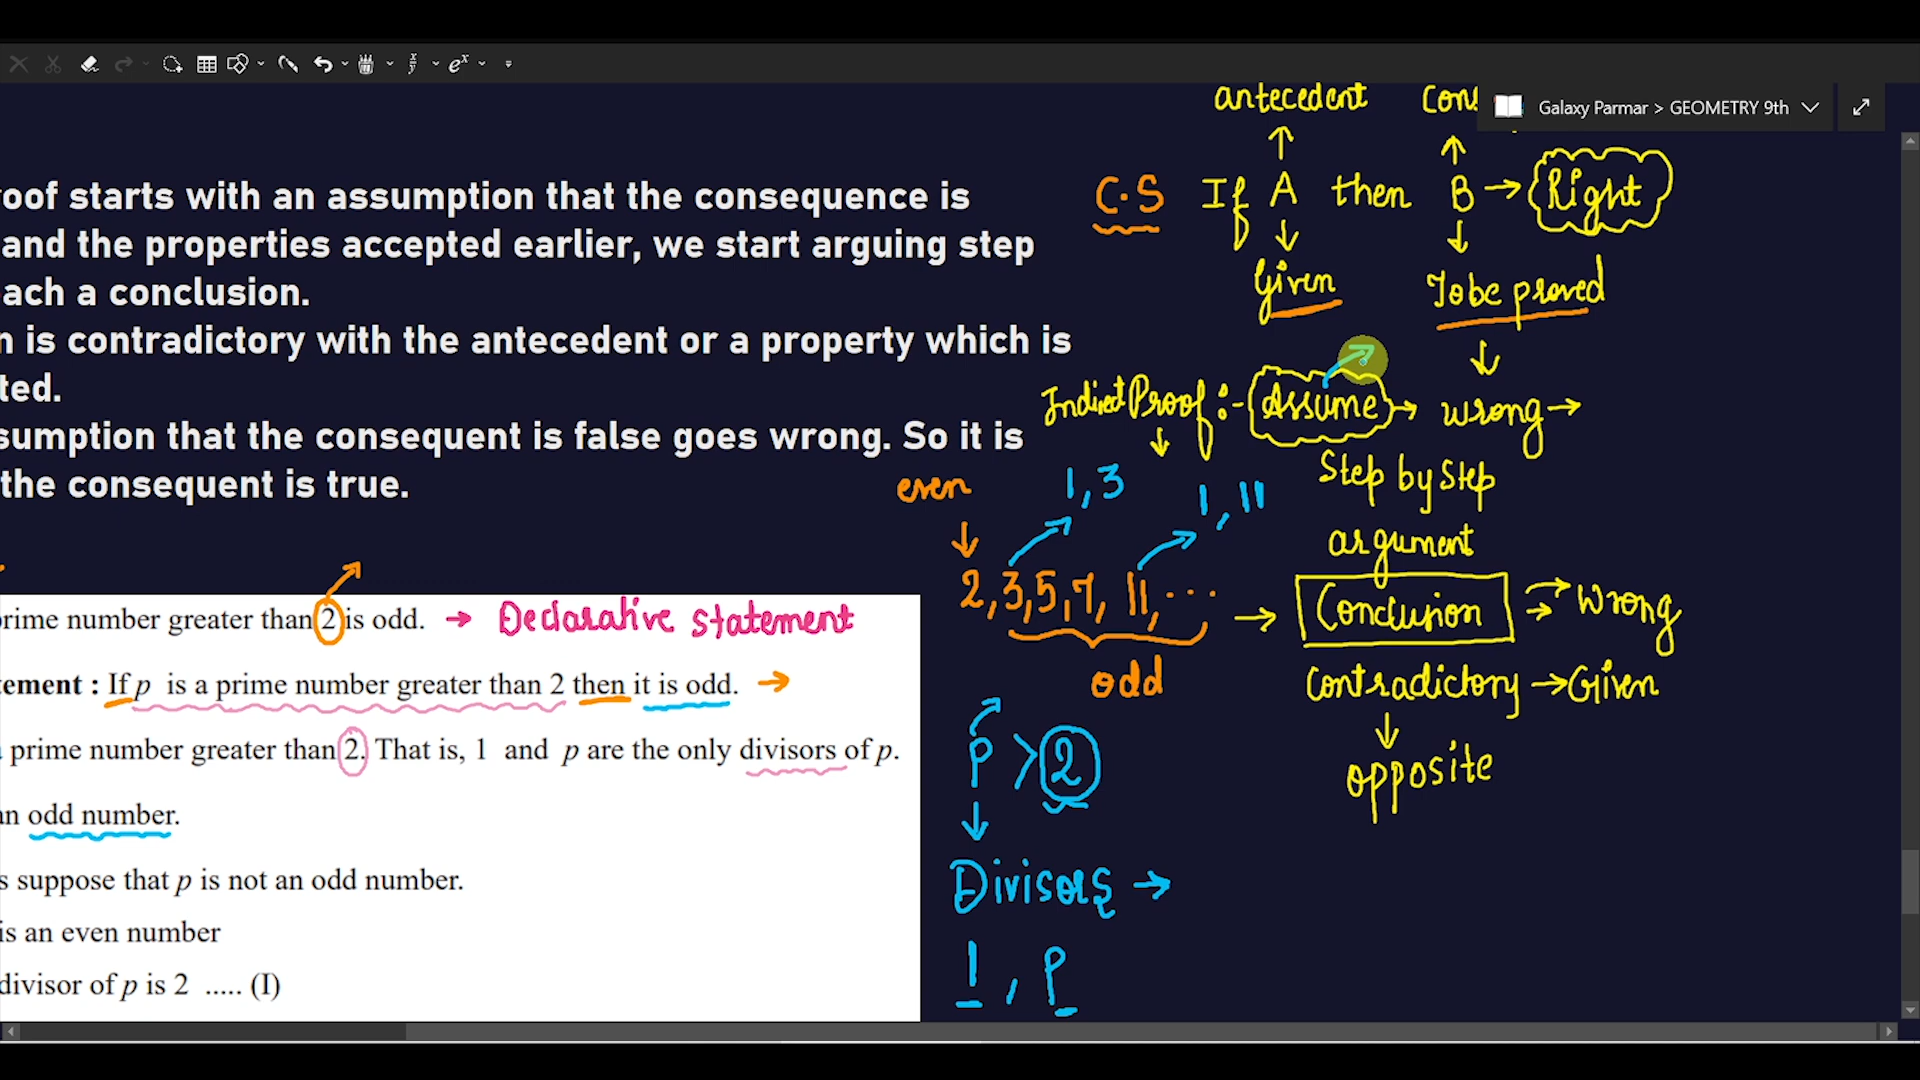 Galaxy Parmar > GEOMETRY 9th
oof starts with an assumption that the consequence is
and the properties accepted earlier, we start arguing step
ach a conclusion.
n is contradictory with the antecedent or a property which is
ted.
sumption that the consequent is false goes wrong. So it is
the consequent is true.
rime number greater than 2 is odd. → Declarative statement
tement : If p is a prime number greater than 2 then it is odd. →
prime number greater than 2. That is, 1 and p are the only divisors of p.
an odd number.
s suppose that p is not an odd number.
is an even number
divisor of p is 2 ..... (I)
antecedent Cons
C.S If A then B → Right
Given To be proved
Indirect Proof :- Assume → wrong →
Step by Step
argument
→ Conclusion → wrong
Contradictory → Given
opposite
even 1, 3 1, 11
2, 3, 5, 7, 11, ...
odd
p > 2
Divisors →
1, p